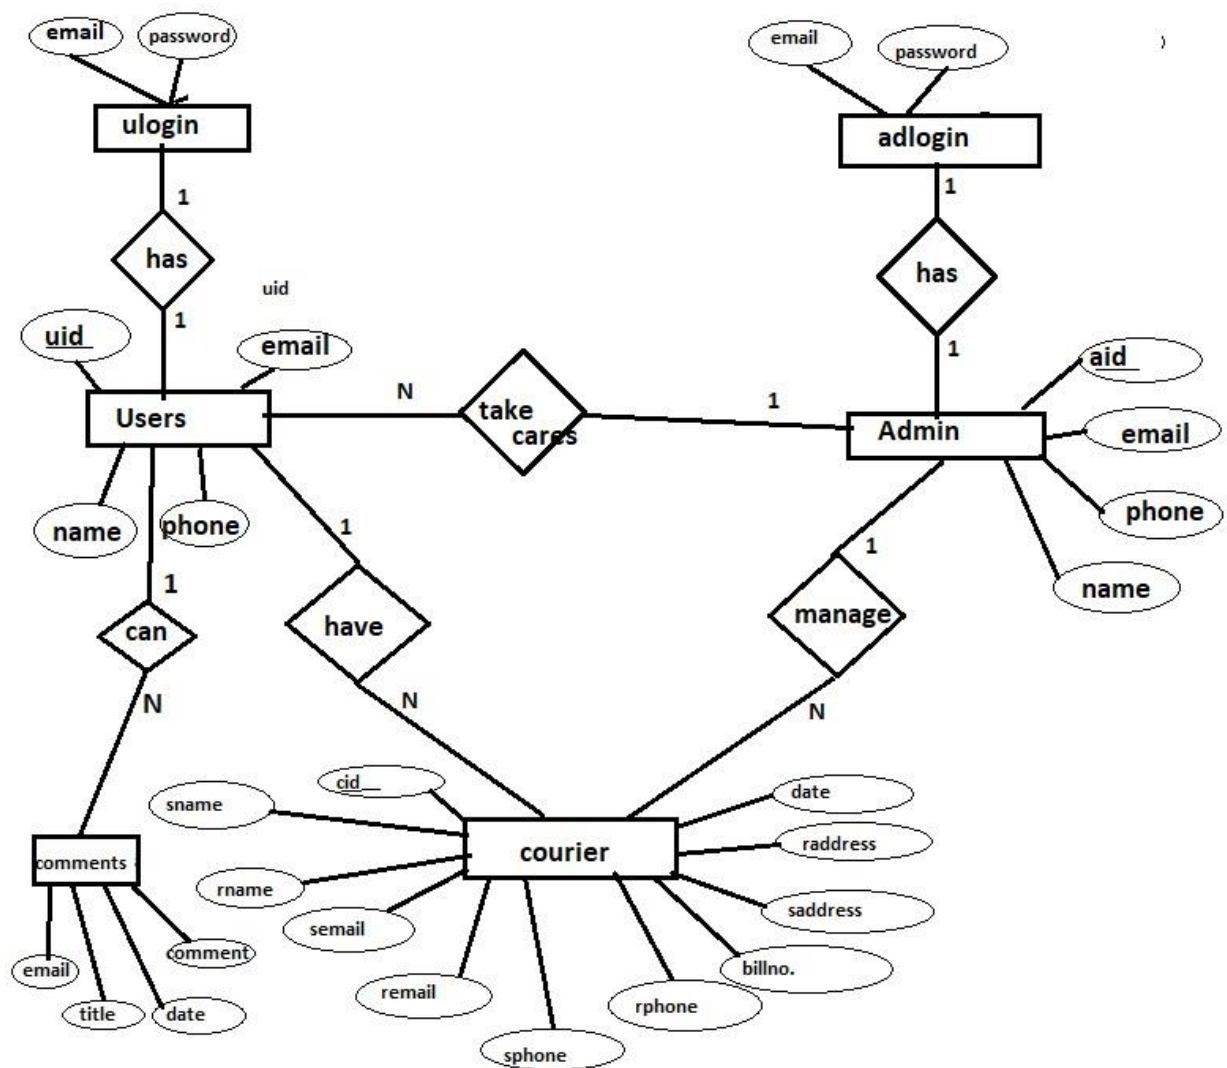 email
password
email
password
)
ulogin
adlogin
1
1
has
has
uid
1
1
uid
email
aid
N
take
cares
1
Users
Admin
email
name
phone
1
phone
1
1
name
can
have
manage
N
N
N
cid
sname
date
courier
raddress
comments
rname
saddress
semail
comment
billno.
email
remail
rphone
title
date
sphone